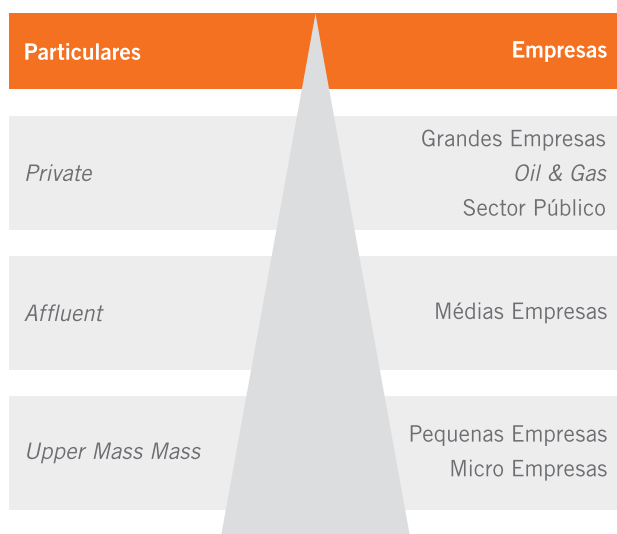 Particulares
Empresas
Private
Grandes Empresas
Oil & Gas
Sector Público
Affluent
Médias Empresas
Upper Mass Mass
Pequenas Empresas
Micro Empresas